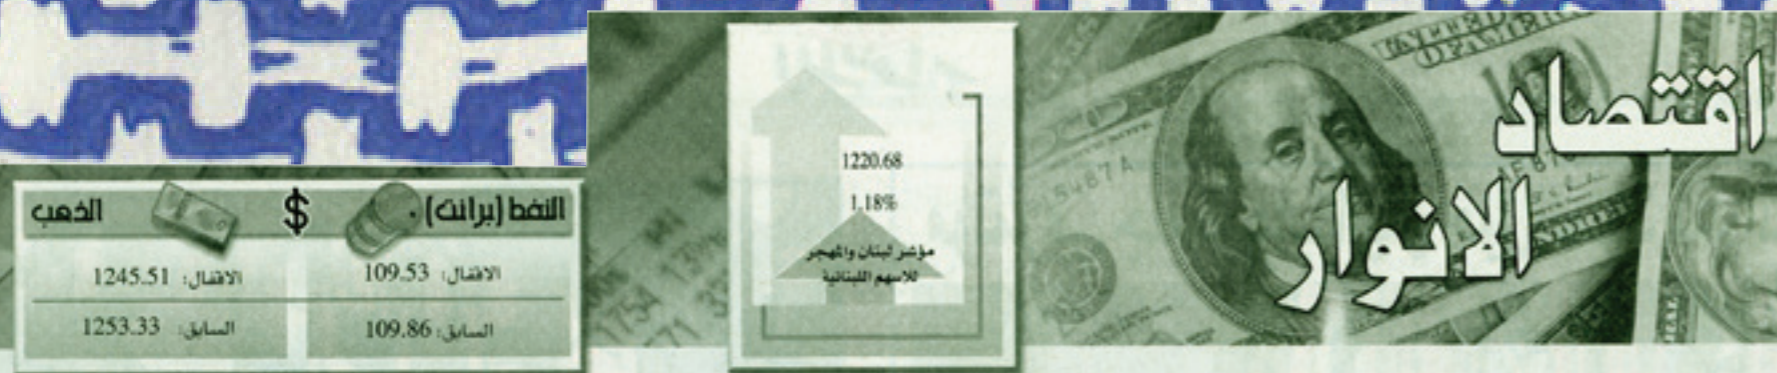 اقتصاد
الانوار
1220.68
1.18%
مؤشر لبنان والمهجر
للاسهم اللبنانية
النفط (برانت) $ الذهب
الاقفال: 109.53
السابق: 109.86
الاقفال: 1245.51
السابق: 1253.33